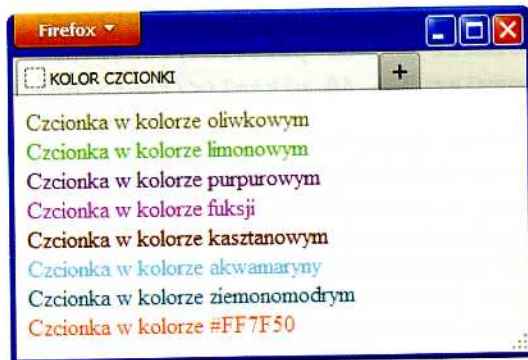 Firefox
KOLOR CZCIONKI
Czcionka w kolorze oliwkowym
Czcionka w kolorze limonowym
Czcionka w kolorze purpurowym
Czcionka w kolorze fuksji
Czcionka w kolorze kasztanowym
Czcionka w kolorze akwamaryny
Czcionka w kolorze ziemonomodrym
Czcionka w kolorze #FF7F50